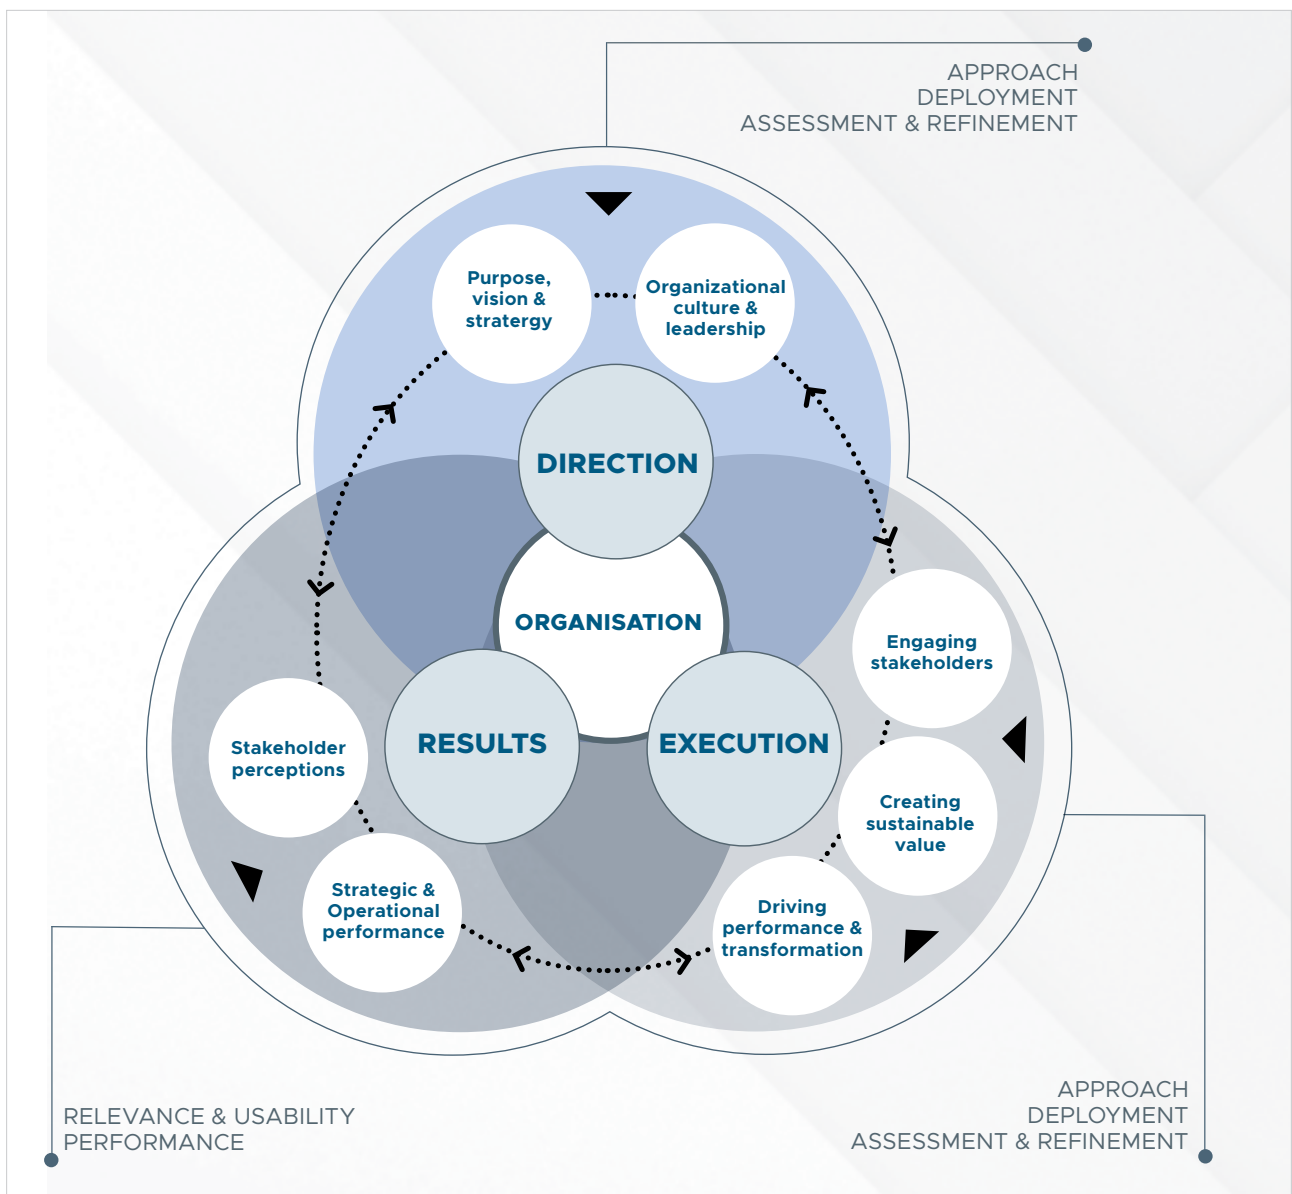 APPROACH
DEPLOYMENT
ASSESSMENT & REFINEMENT
Purpose,
vision &
stratergy
Organizational
culture &
leadership
DIRECTION
ORGANISATION
RESULTS
EXECUTION
Engaging
stakeholders
Creating
sustainable
value
Driving
performance &
transformation
Stakeholder
perceptions
Strategic &
Operational
performance
RELEVANCE & USABILITY
PERFORMANCE
APPROACH
DEPLOYMENT
ASSESSMENT & REFINEMENT